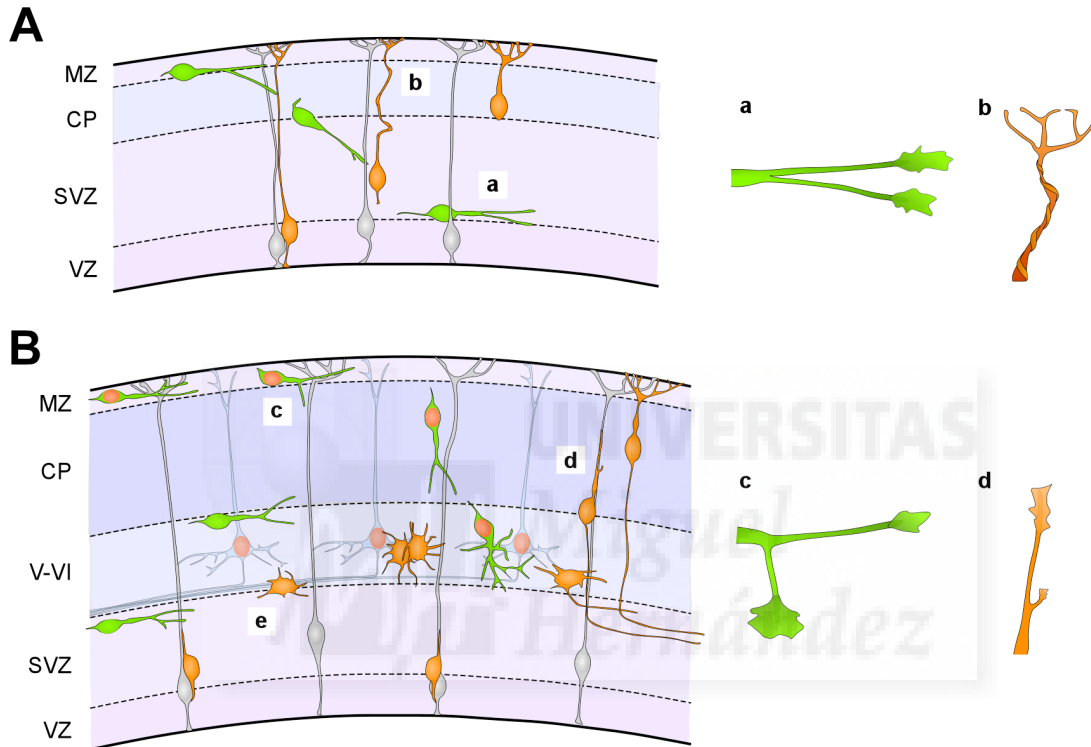 A
MZ
CP
SVZ
VZ
b
a
a
b
B
MZ
CP
V-VI
SVZ
VZ
c
d
e
c
d
UNIVERSITAS
Miguel
Hernández